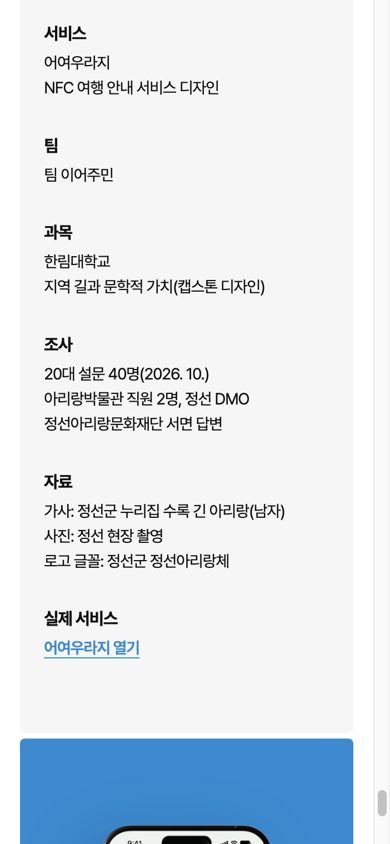 서비스
어여우라지
NFC 여행 안내 서비스 디자인
팀
팀 이어주민
과목
한림대학교
지역 길과 문학적 가치(캡스톤 디자인)
조사
20대 설문 40명(2026. 10.)
아리랑박물관 직원 2명, 정선 DMO
정선아리랑문화재단 서면 답변
자료
가사: 정선군 누리집 수록 긴 아리랑(남자)
사진: 정선 현장 촬영
로고 글꼴: 정선군 정선아리랑체
실제 서비스
어여우라지 열기
9:41